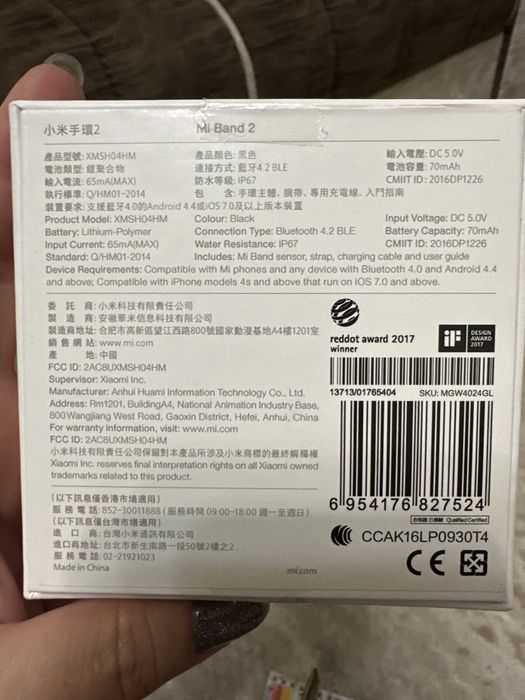 小米手環2 Mi Band 2
產品型號: XMSH04HM 產品顏色: 黑色 輸入電壓: DC 5.0V
電池類型: 鋰聚合物 連接方式: 藍牙4.2 BLE 電池容量: 70mAh
輸入電流: 65mA(MAX) 防水等級: IP67 CMIIT ID: 2016DP1226
執行標準: Q/HM01-2014 包 含: 手環主體、腕帶、專用充電線、入門指南
裝置要求: 支援藍牙4.0的Android 4.4或iOS 7.0及以上版本裝置
Product Model: XMSH04HM Colour: Black Input Voltage: DC 5.0V
Battery: Lithium-Polymer Connection Type: Bluetooth 4.2 BLE Battery Capacity: 70mAh
Input Current: 65mA(MAX) Water Resistance: IP67 CMIIT ID: 2016DP1226
Standard: Q/HM01-2014 Includes: Mi Band sensor, strap, charging cable and user guide
Device Requirements: Compatible with Mi phones and any device with Bluetooth 4.0 and Android 4.4
and above; Compatible with iPhone models 4s and above that run on iOS 7.0 and above.
委 託 商: 小米科技有限責任公司
製 造 商: 安徽華米信息科技有限公司
製造商地址: 合肥市高新區望江西路800號國家動漫基地A4樓1201室
銷 售 網 站: www.mi.com
產 地: 中國
FCC ID: 2AC8UXMSH04HM
Supervisor: Xiaomi Inc.
Manufacturer: Anhui Huami Information Technology Co., Ltd.
Address: Rm1201, BuildingA4, National Animation Industry Base,
800 Wangjiang West Road, Gaoxin District, Hefei, Anhui, China
For warranty information, visit: www.mi.com
FCC ID: 2AC8UXMSH04HM
小米科技有限責任公司保留對本產品所涉及小米商標的最終解釋權
Xiaomi Inc. reserves final interpretation rights on all Xiaomi owned
trademarks related to this product.
(以下訊息僅香港市場適用)
服 務 電 話: 852-30011888 (服務時間 09:00-18:00 週一至週日)
(以下訊息僅台灣市場適用)
進 口 商: 台灣小米通訊有限公司
進口商地址: 台北市新生南路一段50號2樓之2
服 務 電 話: 02-21921023
Made in China mi.com
reddot award 2017
winner
iF DESIGN
AWARD
2017
13713/01765404 SKU: MGW4024GL
6 954176 827524
合格證 已檢驗 Qualified Certified
CCAK16LP0930T4
CE